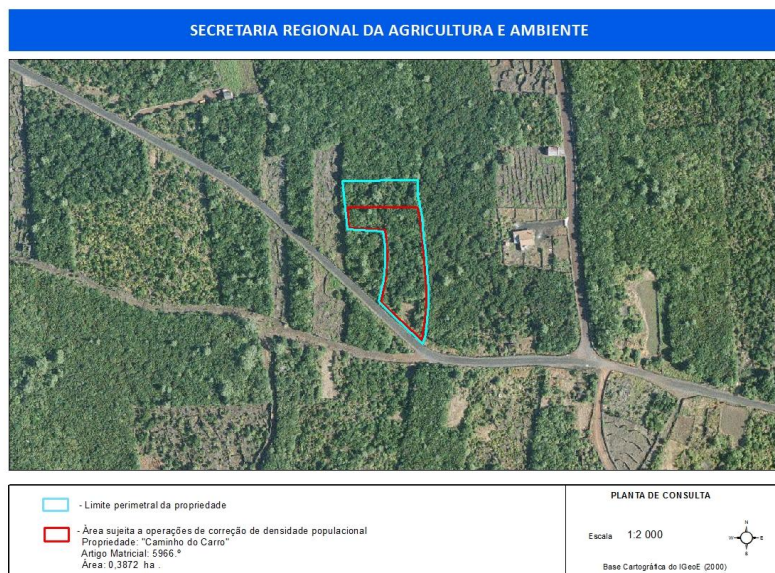 SECRETARIA REGIONAL DA AGRICULTURA E AMBIENTE
- Limite perimetral da propriedade
- Área sujeita a operações de correção de densidade populacional
Propriedade: "Caminho do Carro"
Artigo Matricial: 5966.º
Área: 0,3872 ha .
PLANTA DE CONSULTA
Escala 1:2 000
N
W E
S
Base Cartográfica do IGeoE (2000)